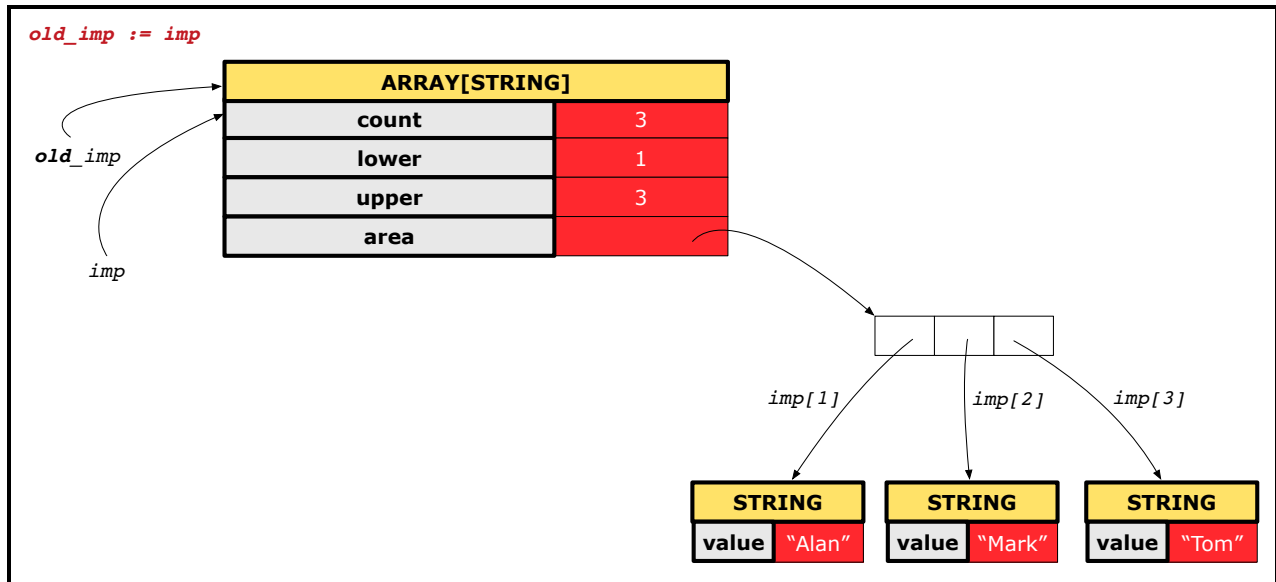 old_imp := imp
ARRAY[STRING]
count 3
lower 1
upper 3
area
old_imp
imp
imp[1] imp[2] imp[3]
STRING STRING STRING
value “Alan” value “Mark” value “Tom”